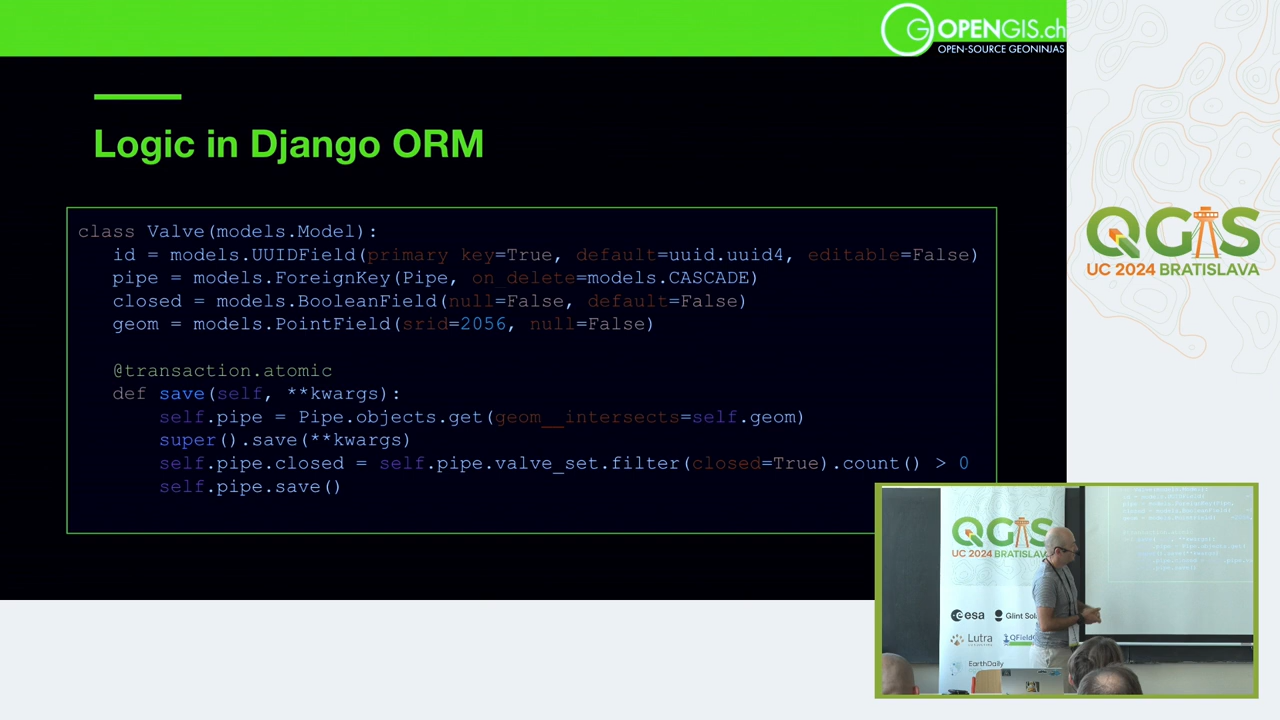 OPENGIS.ch
OPEN-SOURCE GEONINJAS
Logic in Django ORM
class Valve(models.Model):
id = models.UUIDField(primary_key=True, default=uuid.uuid4, editable=False)
pipe = models.ForeignKey(Pipe, on_delete=models.CASCADE)
closed = models.BooleanField(null=False, default=False)
geom = models.PointField(srid=2056, null=False)
@transaction.atomic
def save(self, **kwargs):
self.pipe = Pipe.objects.get(geom__intersects=self.geom)
super().save(**kwargs)
self.pipe.closed = self.pipe.valve_set.filter(closed=True).count() > 0
self.pipe.save()
QGIS
UC 2024 BRATISLAVA
QGIS
UC 2024 BRATISLAVA
esa
Glint
Lutra
EarthDaily